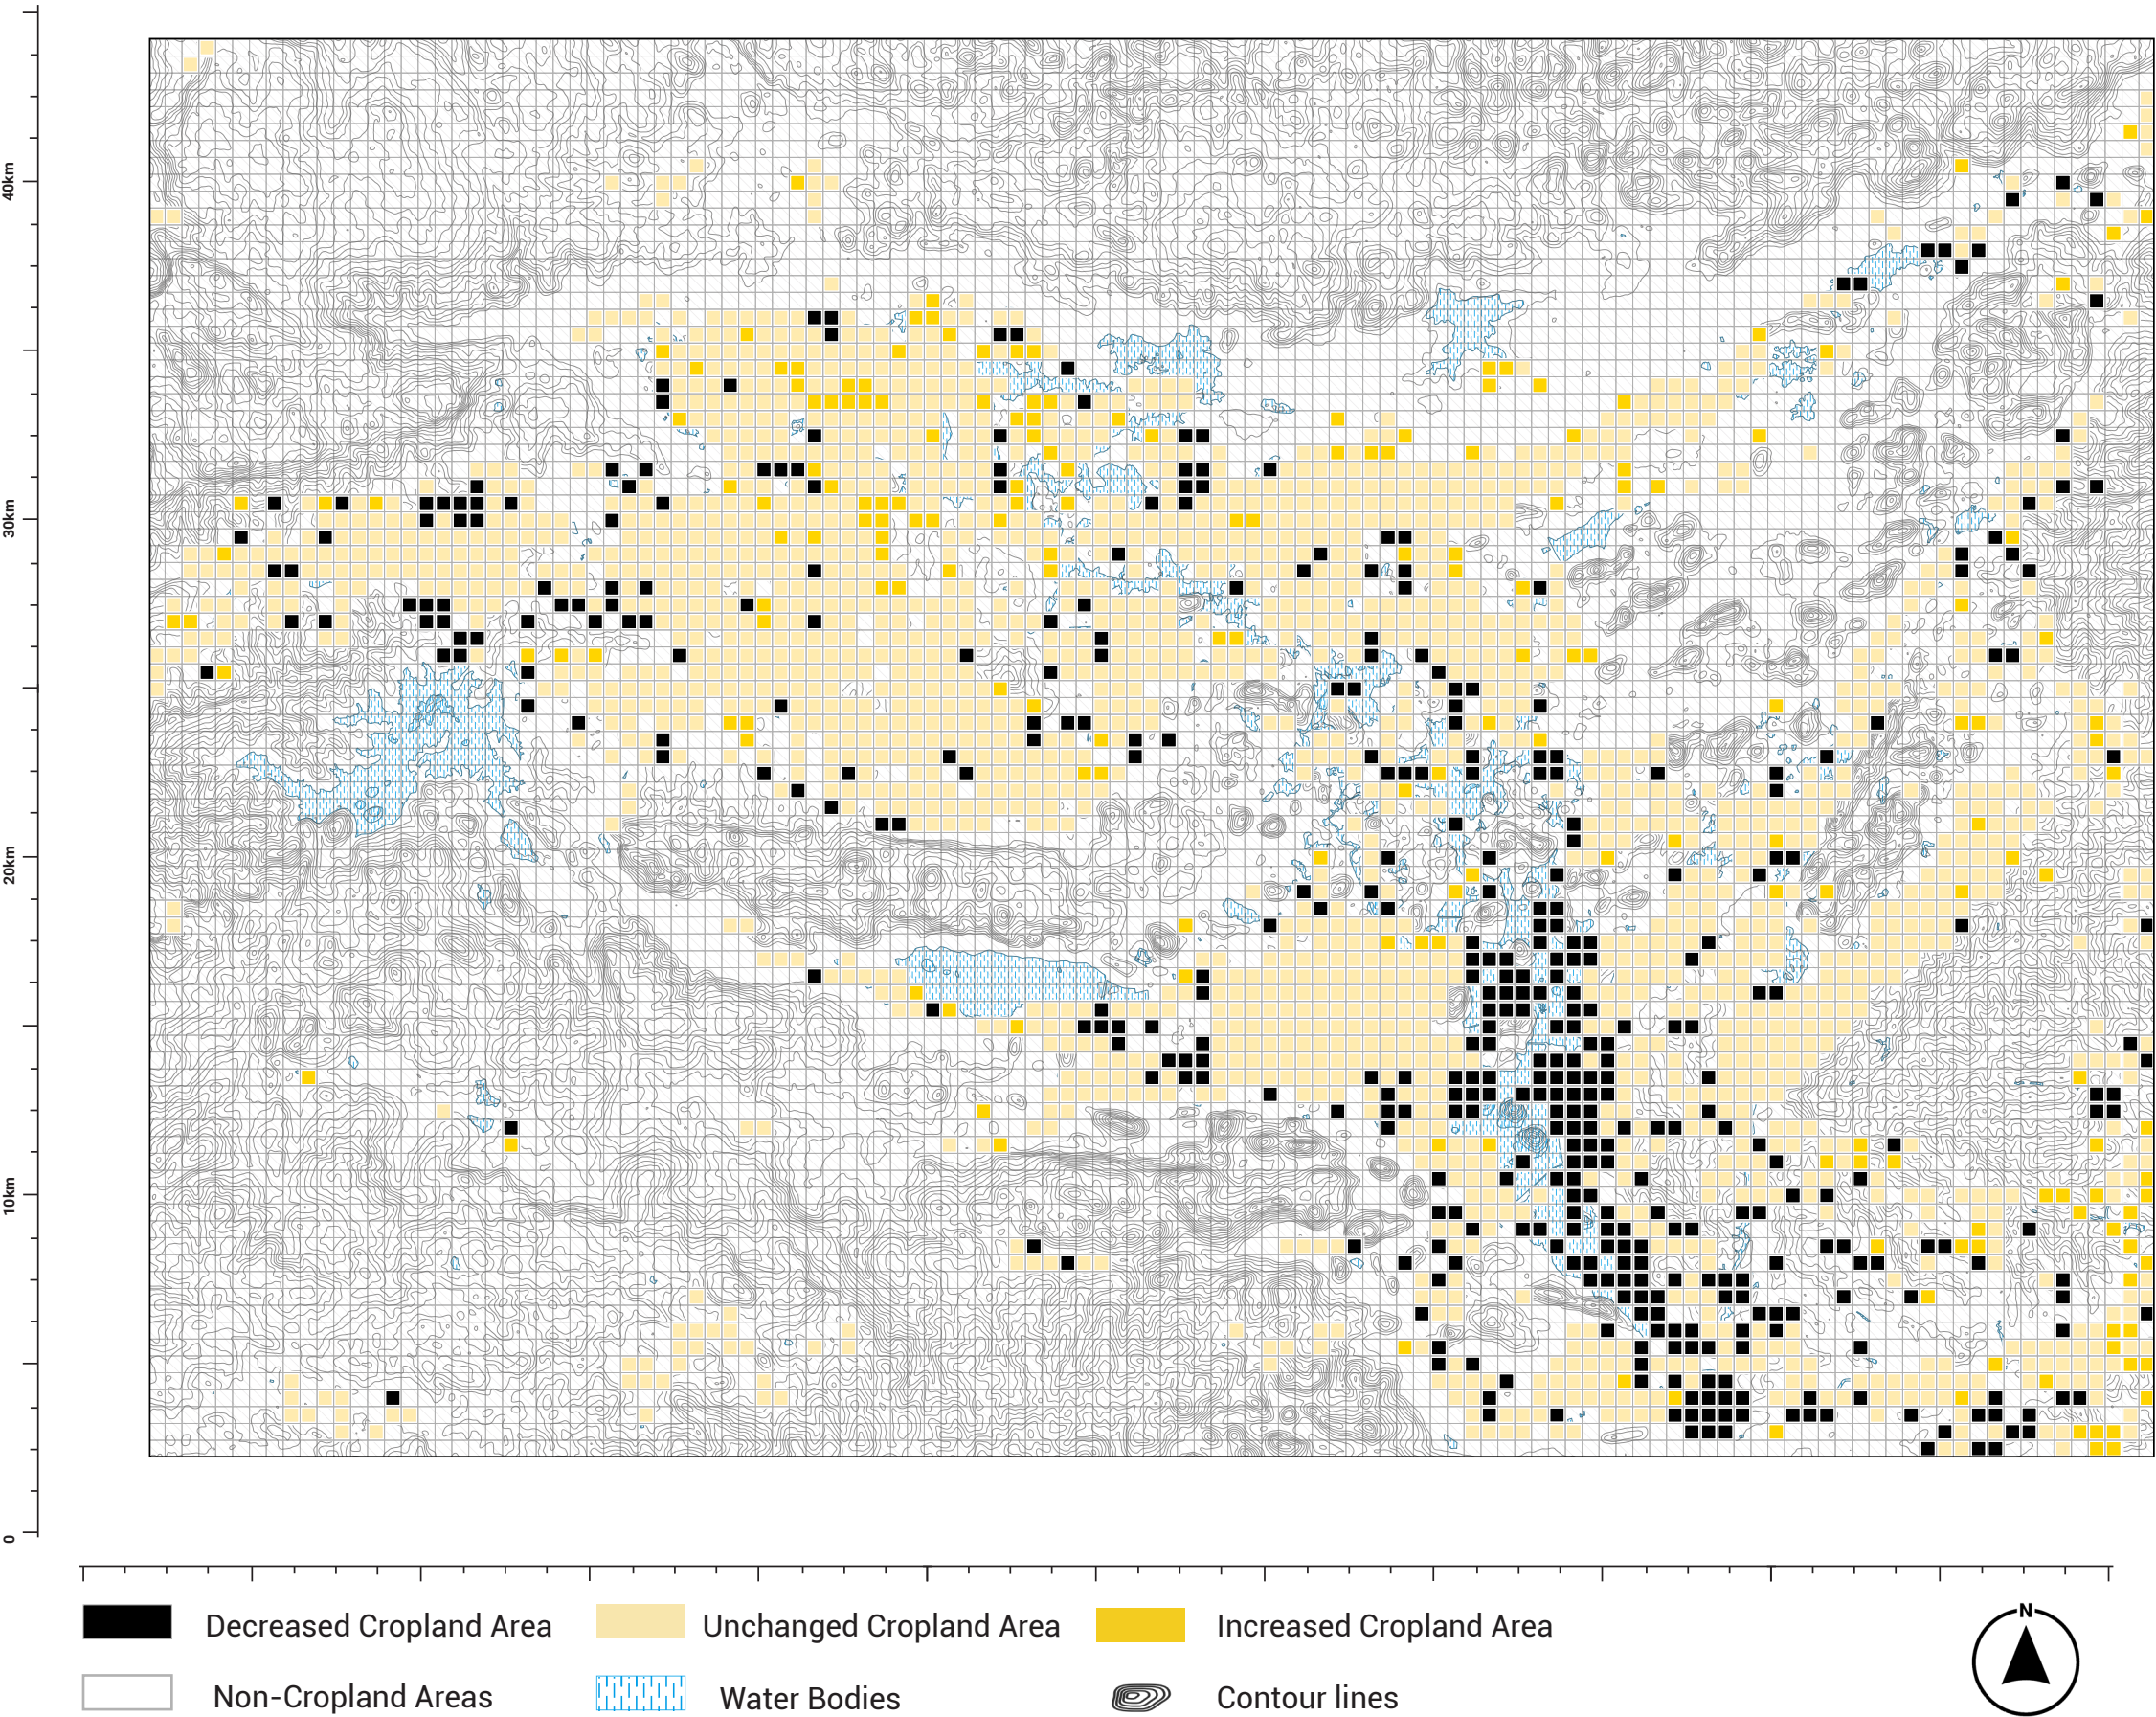 40km
30km
20km
10km
0
Decreased Cropland Area
Unchanged Cropland Area
Increased Cropland Area
N
Non-Cropland Areas
Water Bodies
Contour lines